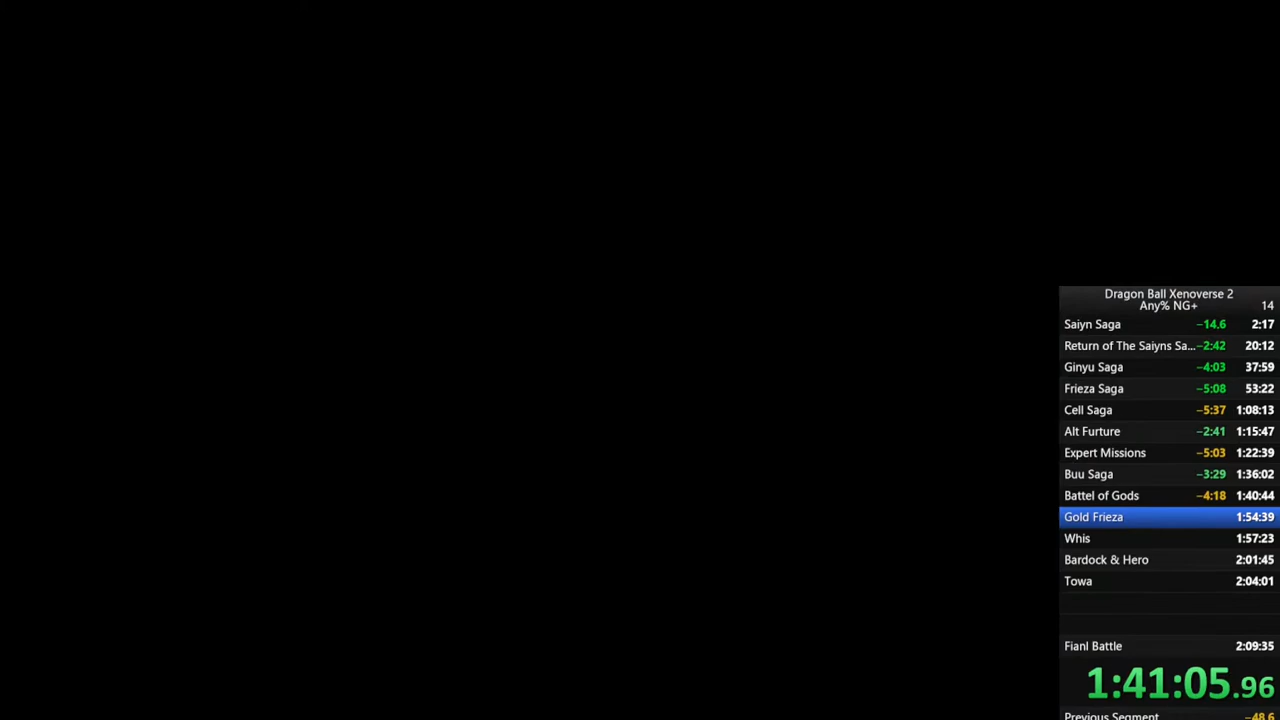 Dragon Ball Xenoverse 2
Any% NG+ 14
Saiyn Saga −14.6 2:17
Return of The Saiyns Sa... −2:42 20:12
Ginyu Saga −4:03 37:59
Frieza Saga −5:08 53:22
Cell Saga −5:37 1:08:13
Alt Furture −2:41 1:15:47
Expert Missions −5:03 1:22:39
Buu Saga −3:29 1:36:02
Battel of Gods −4:18 1:40:44
Gold Frieza 1:54:39
Whis 1:57:23
Bardock & Hero 2:01:45
Towa 2:04:01
Fianl Battle 2:09:35
1:41:05.96
Previous Segment −48.6